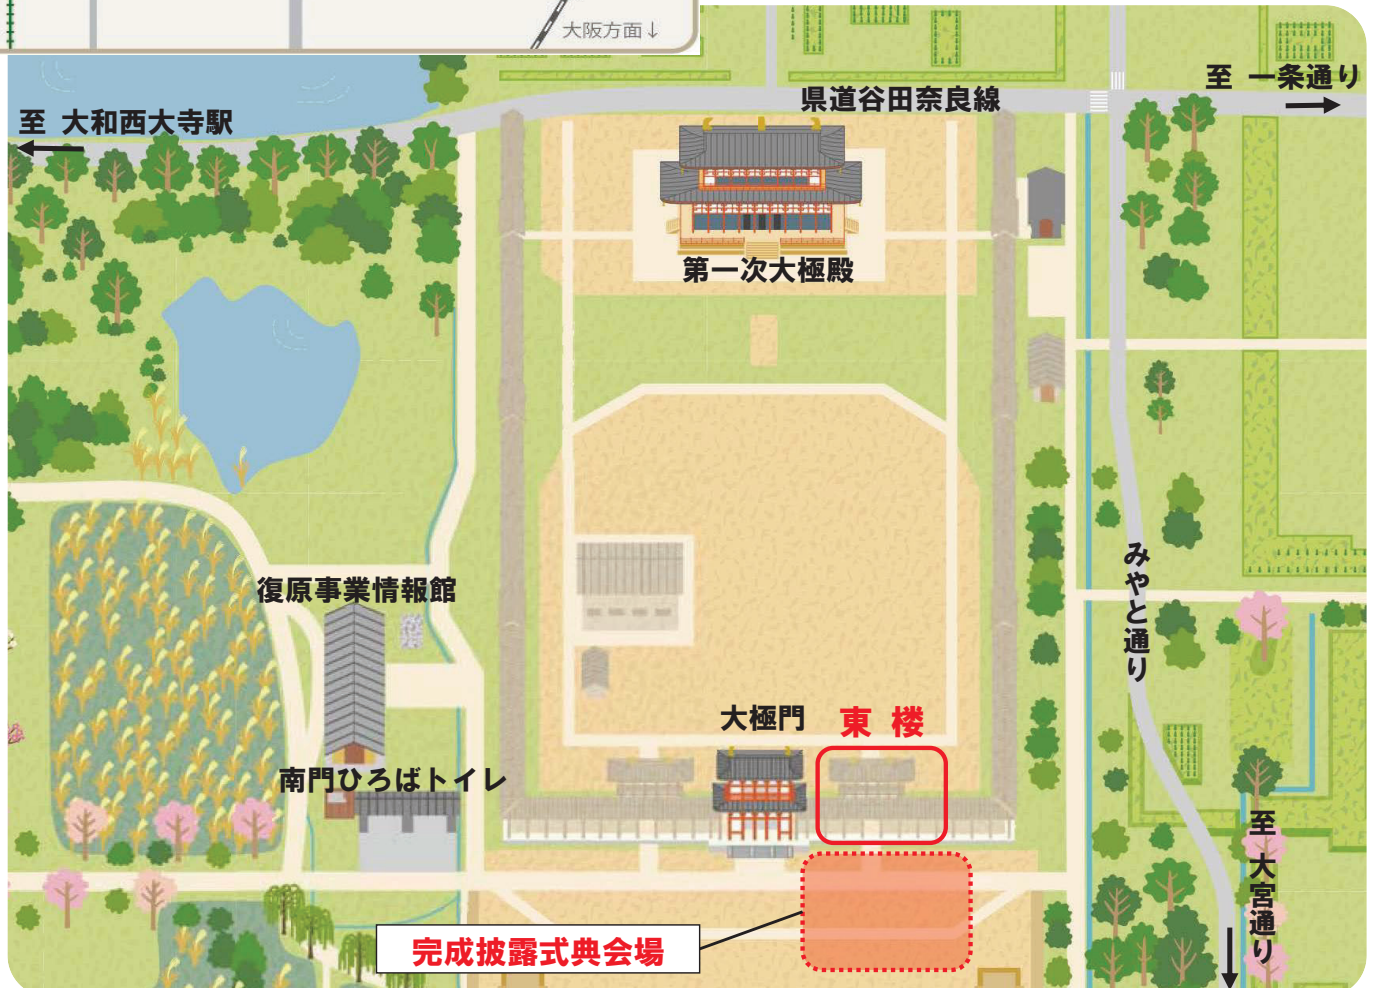 大阪方面↓
至 一条通り
県道谷田奈良線
至 大和西大寺駅
第一次大極殿
みやと通り
復原事業情報館
大極門
東 楼
南門ひろばトイレ
至 大宮通り
完成披露式典会場